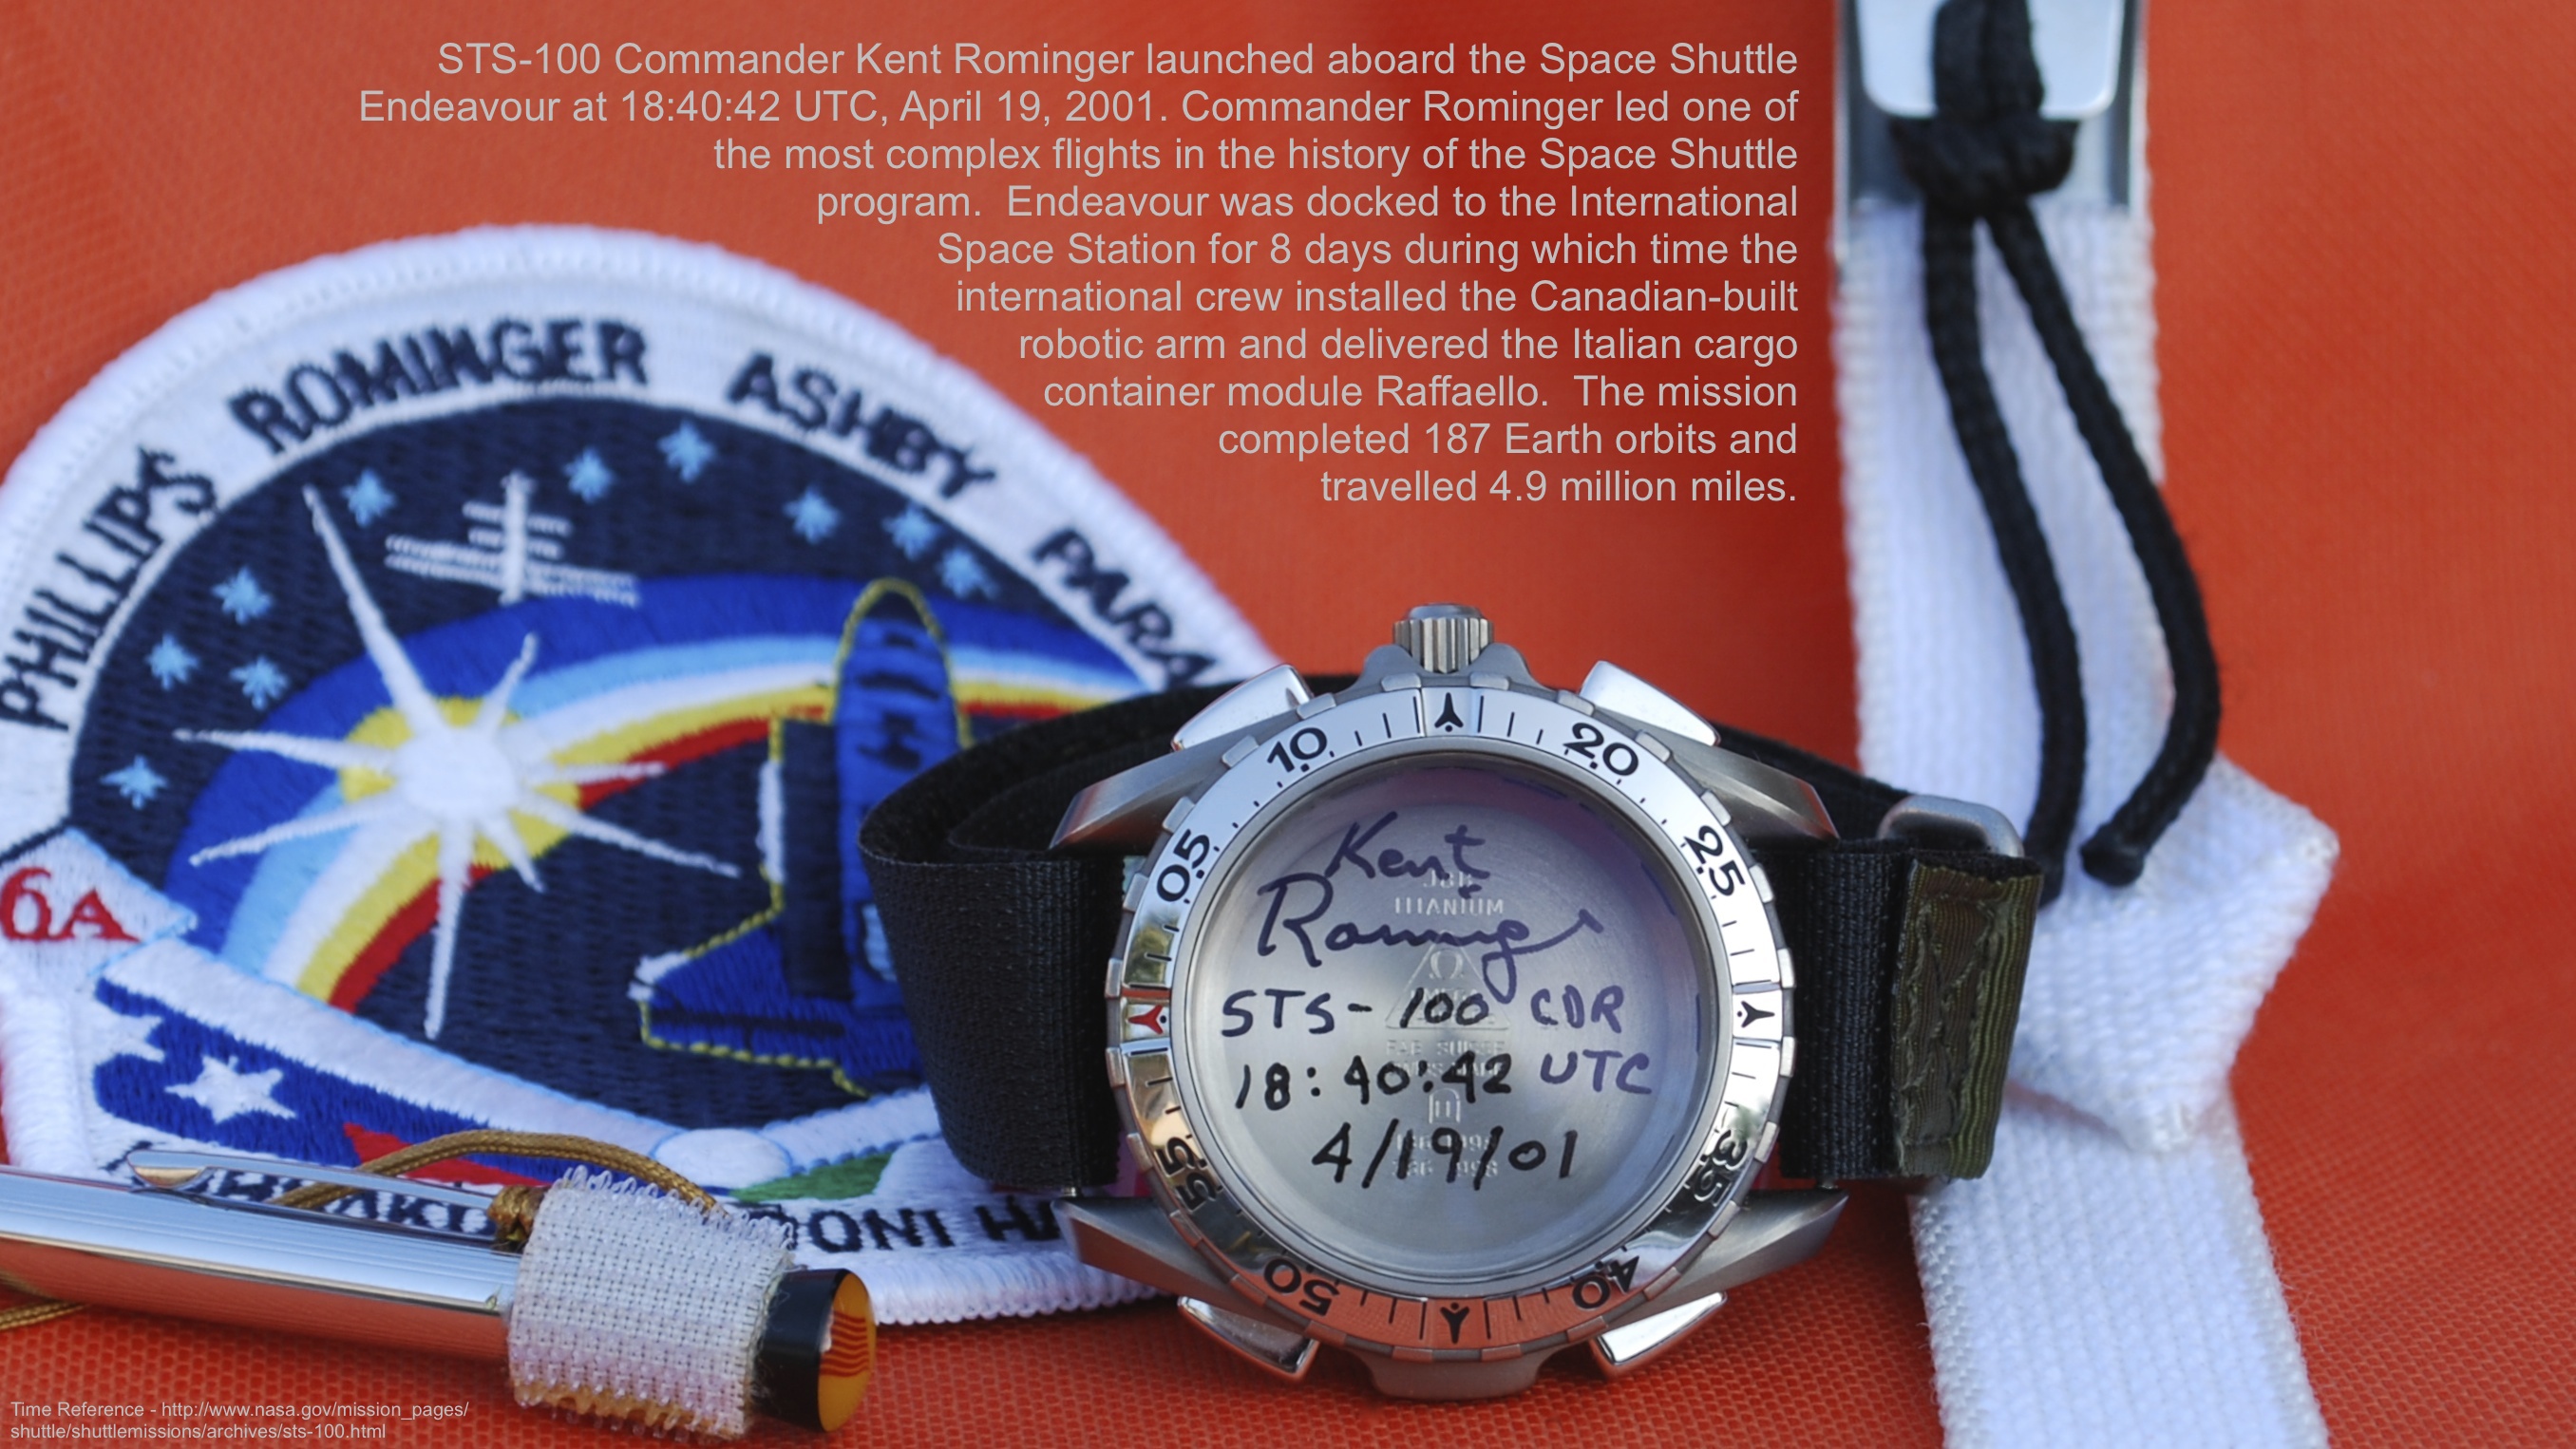 STS-100 Commander Kent Rominger launched aboard the Space Shuttle
Endeavour at 18:40:42 UTC, April 19, 2001. Commander Rominger led one of
the most complex flights in the history of the Space Shuttle
program.  Endeavour was docked to the International
Space Station for 8 days during which time the
international crew installed the Canadian-built
robotic arm and delivered the Italian cargo
container module Raffaello.  The mission
completed 187 Earth orbits and
travelled 4.9 million miles.
PHILLIPS ROMINGER ASHBY
6A
05 10 20 25 35 40 50 55
Kent
Rominger
TITANIUM
STS-100 CDR
18:40:42 UTC
4/19/01
Time Reference - http://www.nasa.gov/mission_pages/
shuttle/shuttlemissions/archives/sts-100.html